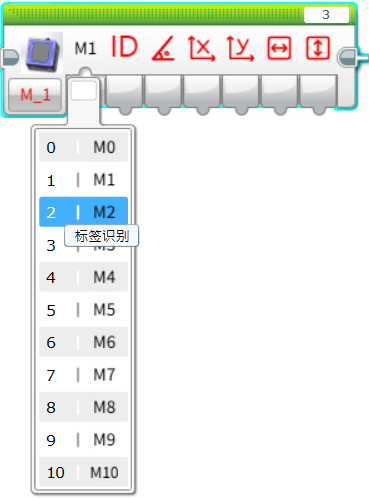 3
M1 ID X Y
M_1
0 | M0
1 | M1
2 | M2
标签识别
3 | M3
4 | M4
5 | M5
6 | M6
7 | M7
8 | M8
9 | M9
10 | M10